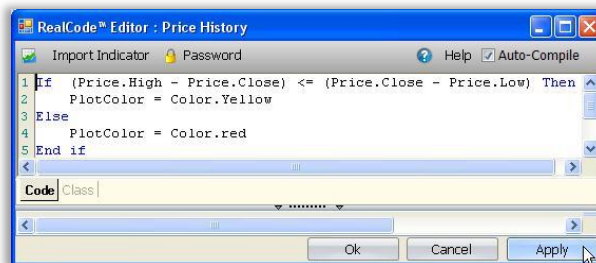 RealCode™ Editor : Price History
Import Indicator Password Help Auto-Compile
1 If (Price.High - Price.Close) <= (Price.Close - Price.Low) Then
2 PlotColor = Color.Yellow
3 Else
4 PlotColor = Color.red
5 End if
Code Class
Ok Cancel Apply